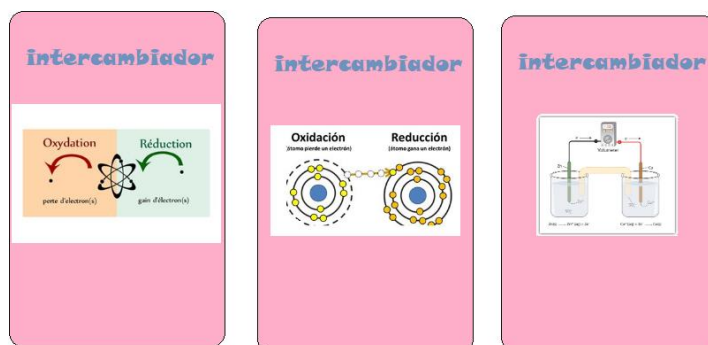 intercambiador
Oxydation
Réduction
perte d'électron(s)
gain d'électron(s)
intercambiador
Oxidación
(átomo pierde un electrón)
Reducción
(átomo gana un electrón)
intercambiador
Voltmeter